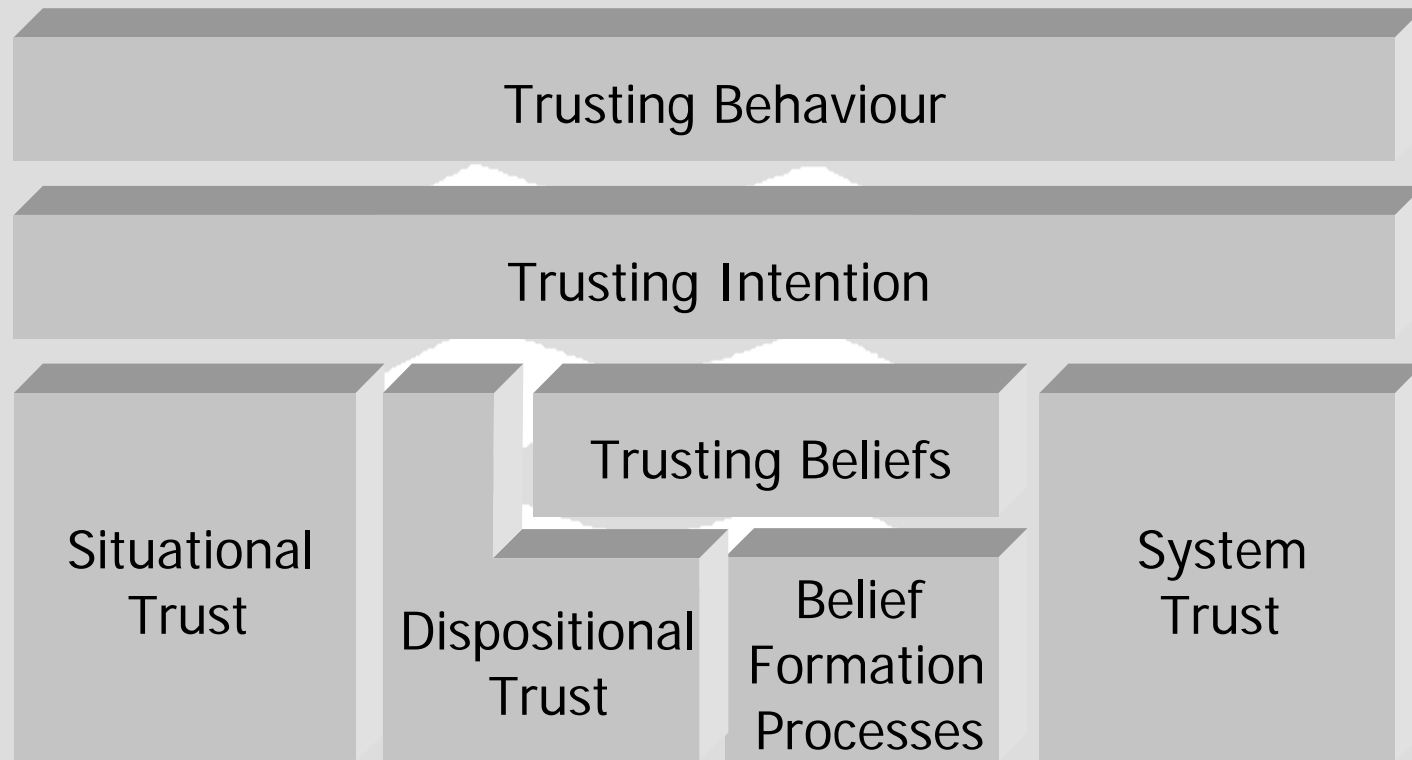 Trusting Behaviour
Trusting Intention
Trusting Beliefs
Situational
Trust
Dispositional
Trust
Belief
Formation
Processes
System
Trust